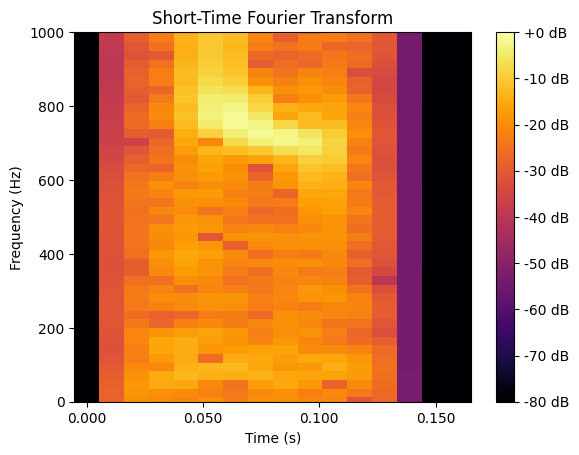 Short-Time Fourier Transform
1000
800
600
400
200
0
Frequency (Hz)
0.000
0.050
0.100
0.150
Time (s)
+0 dB
-10 dB
-20 dB
-30 dB
-40 dB
-50 dB
-60 dB
-70 dB
-80 dB